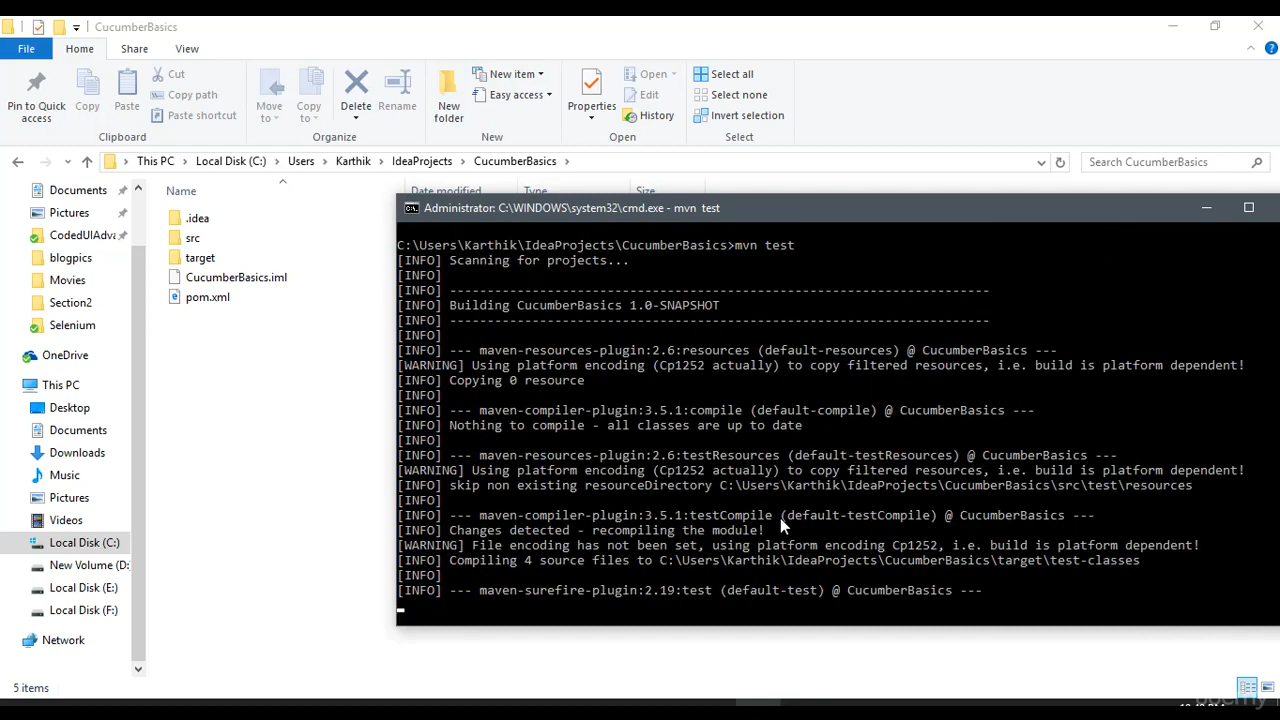 CucumberBasics
File Home Share View
Pin to Quick access
Copy
Paste
Cut
Copy path
Paste shortcut
Clipboard
Move to
Copy to
Delete
Rename
Organize
New folder
New item
Easy access
New
Properties
Open
Edit
History
Open
Select all
Select none
Invert selection
Select
This PC > Local Disk (C:) > Users > Karthik > IdeaProjects > CucumberBasics >
Search CucumberBasics
Documents
Pictures
CodedUIAdva
blogpics
Movies
Section2
Selenium
OneDrive
This PC
Desktop
Documents
Downloads
Music
Pictures
Videos
Local Disk (C:)
New Volume (D:
Local Disk (E:)
Local Disk (F:)
Network
5 items
Name Date modified Type Size
.idea
src
target
CucumberBasics.iml
pom.xml
Administrator: C:\WINDOWS\system32\cmd.exe - mvn test
C:\Users\Karthik\IdeaProjects\CucumberBasics>mvn test
[INFO] Scanning for projects...
[INFO]
[INFO] ------------------------------------------------------------------------
[INFO] Building CucumberBasics 1.0-SNAPSHOT
[INFO] ------------------------------------------------------------------------
[INFO]
[INFO] --- maven-resources-plugin:2.6:resources (default-resources) @ CucumberBasics ---
[WARNING] Using platform encoding (Cp1252 actually) to copy filtered resources, i.e. build is platform dependent!
[INFO] Copying 0 resource
[INFO]
[INFO] --- maven-compiler-plugin:3.5.1:compile (default-compile) @ CucumberBasics ---
[INFO] Nothing to compile - all classes are up to date
[INFO]
[INFO] --- maven-resources-plugin:2.6:testResources (default-testResources) @ CucumberBasics ---
[WARNING] Using platform encoding (Cp1252 actually) to copy filtered resources, i.e. build is platform dependent!
[INFO] skip non existing resourceDirectory C:\Users\Karthik\IdeaProjects\CucumberBasics\src\test\resources
[INFO]
[INFO] --- maven-compiler-plugin:3.5.1:testCompile (default-testCompile) @ CucumberBasics ---
[INFO] Changes detected - recompiling the module!
[WARNING] File encoding has not been set, using platform encoding Cp1252, i.e. build is platform dependent!
[INFO] Compiling 4 source files to C:\Users\Karthik\IdeaProjects\CucumberBasics\target\test-classes
[INFO]
[INFO] --- maven-surefire-plugin:2.19:test (default-test) @ CucumberBasics ---